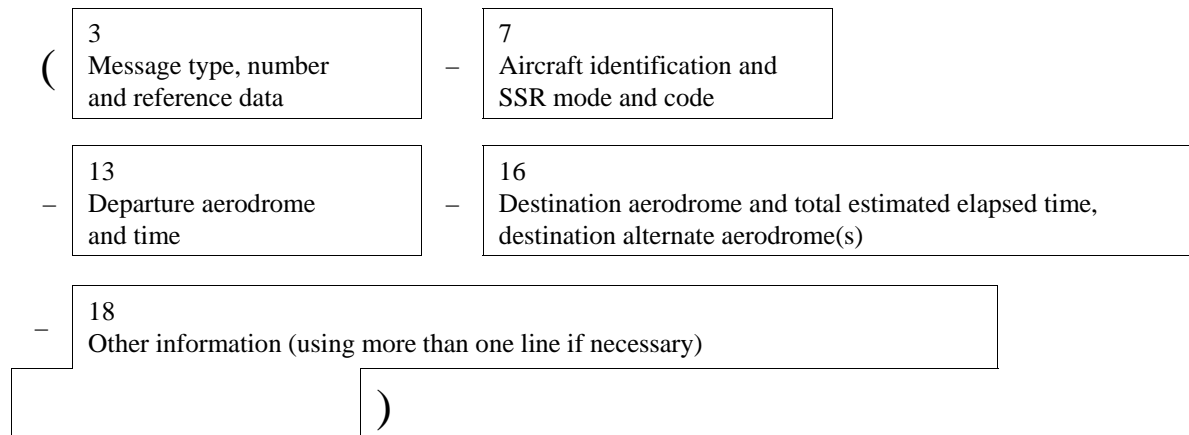 ( 3
Message type, number
and reference data
– 7
Aircraft identification and
SSR mode and code
– 13
Departure aerodrome
and time
– 16
Destination aerodrome and total estimated elapsed time,
destination alternate aerodrome(s)
– 18
Other information (using more than one line if necessary)
)